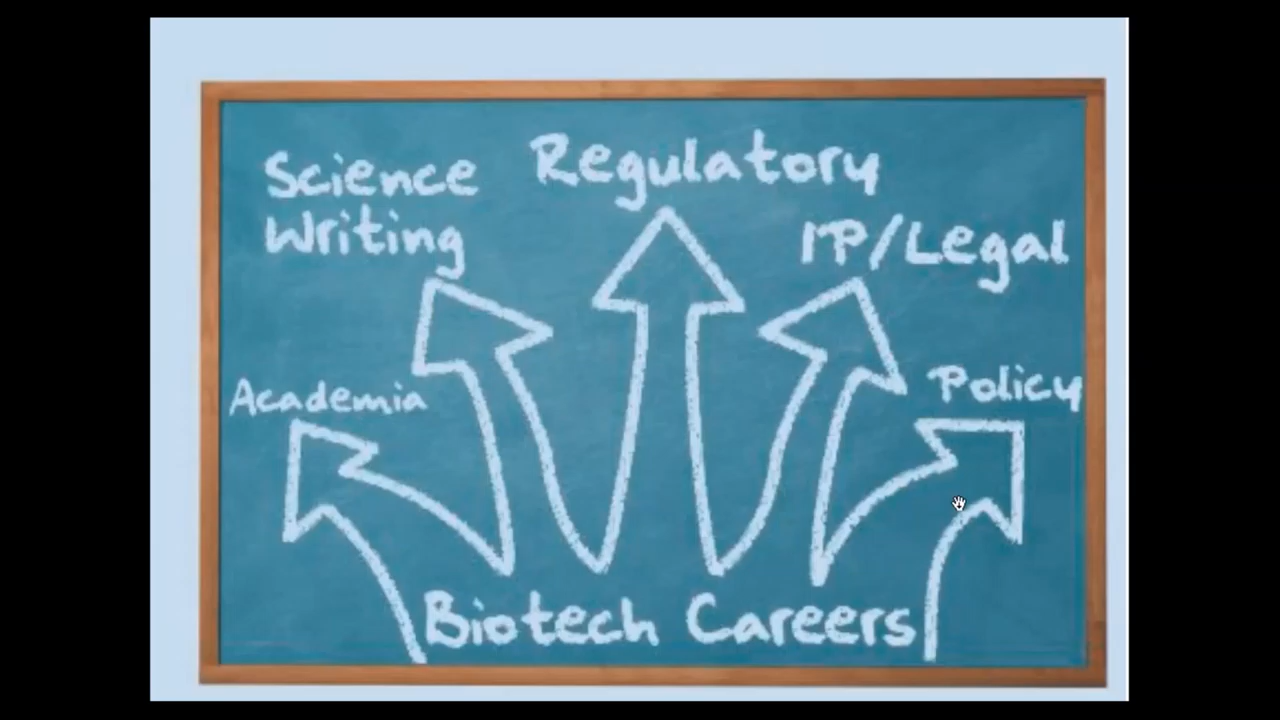 Science
Writing
Regulatory
IP/Legal
Academia
Policy
Biotech Careers